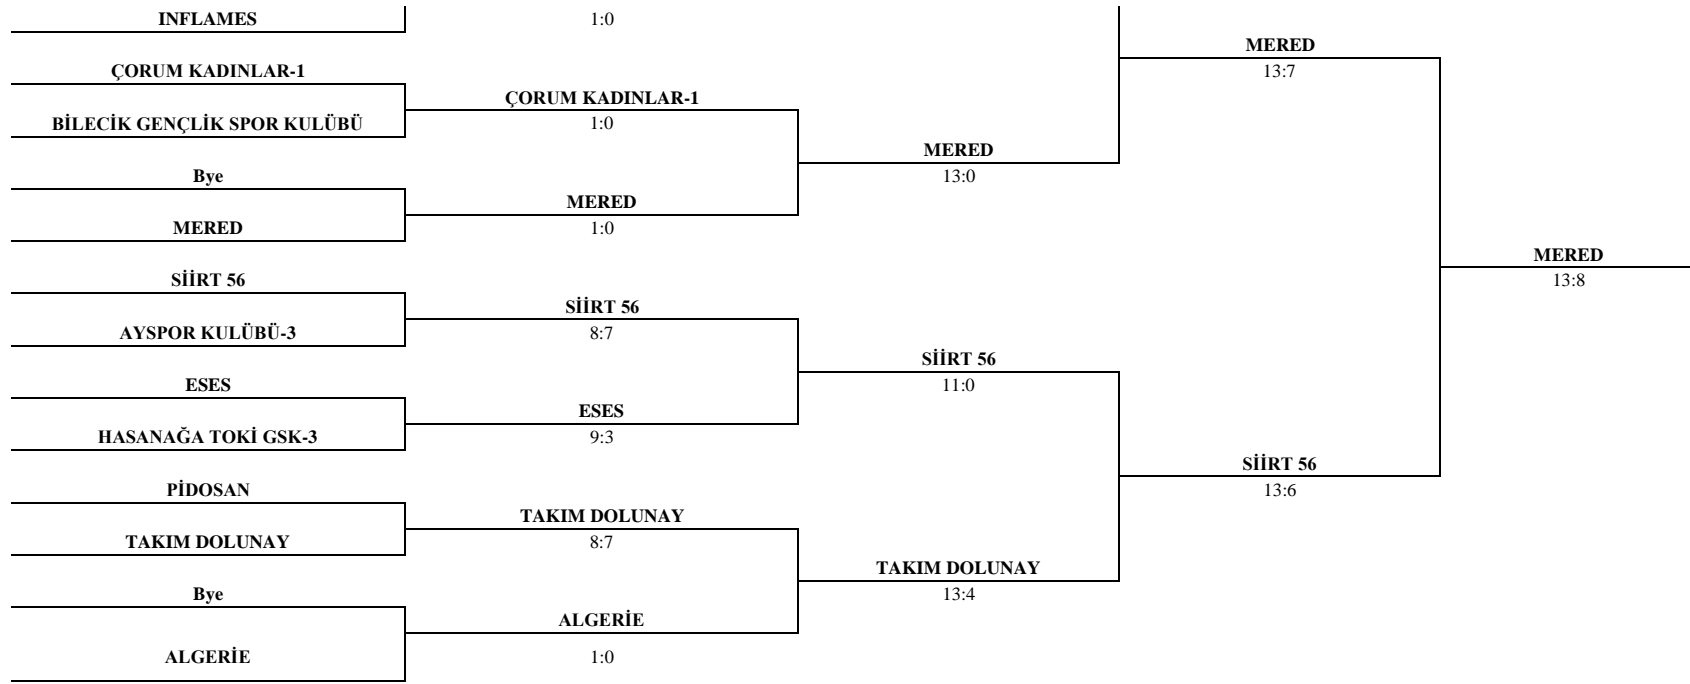 INFLAMES
1:0
MERED
13:7
ÇORUM KADINLAR-1
ÇORUM KADINLAR-1
1:0
BİLECİK GENÇLİK SPOR KULÜBÜ
MERED
13:0
Bye
MERED
1:0
MERED
MERED
13:8
SİİRT 56
SİİRT 56
8:7
AYSPOR KULÜBÜ-3
SİİRT 56
11:0
ESES
ESES
9:3
HASANAĞA TOKİ GSK-3
SİİRT 56
13:6
PİDOSAN
TAKIM DOLUNAY
8:7
TAKIM DOLUNAY
TAKIM DOLUNAY
13:4
Bye
ALGERİE
1:0
ALGERİE